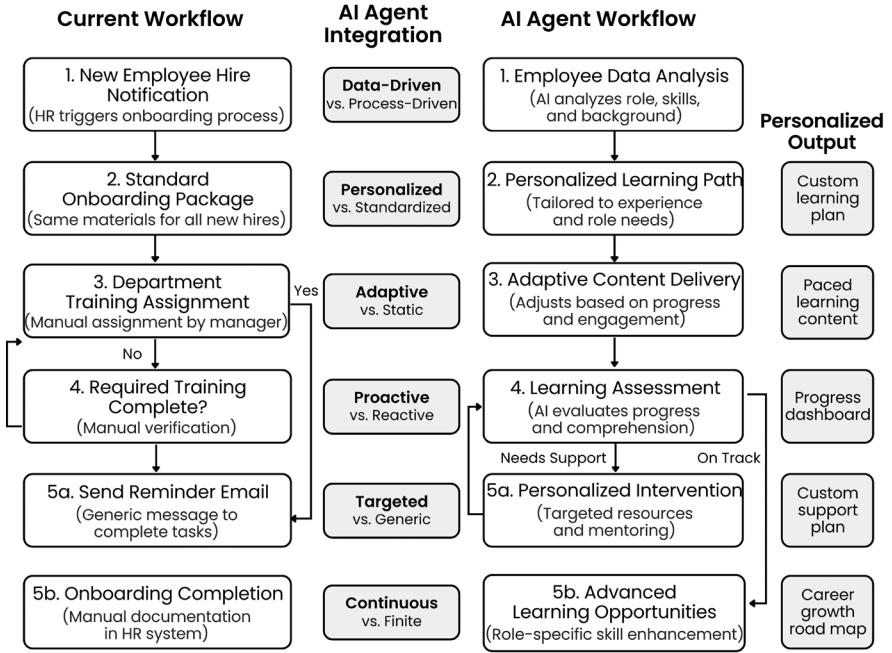 Current Workflow
1. New Employee Hire
Notification
(HR triggers onboarding process)
2. Standard
Onboarding Package
(Same materials for all new hires)
3. Department
Training Assignment
(Manual assignment by manager)
Yes
No
4. Required Training
Complete?
(Manual verification)
5a. Send Reminder Email
(Generic message to
complete tasks)
5b. Onboarding Completion
(Manual documentation
in HR system)
AI Agent
Integration
Data-Driven
vs. Process-Driven
Personalized
vs. Standardized
Adaptive
vs. Static
Proactive
vs. Reactive
Targeted
vs. Generic
Continuous
vs. Finite
AI Agent Workflow
1. Employee Data Analysis
(AI analyzes role, skills,
and background)
2. Personalized Learning Path
(Tailored to experience
and role needs)
3. Adaptive Content Delivery
(Adjusts based on progress
and engagement)
4. Learning Assessment
(AI evaluates progress
and comprehension)
Needs Support
On Track
5a. Personalized Intervention
(Targeted resources
and mentoring)
5b. Advanced
Learning Opportunities
(Role-specific skill enhancement)
Personalized
Output
Custom
learning
plan
Paced
learning
content
Progress
dashboard
Custom
support
plan
Career
growth
road map